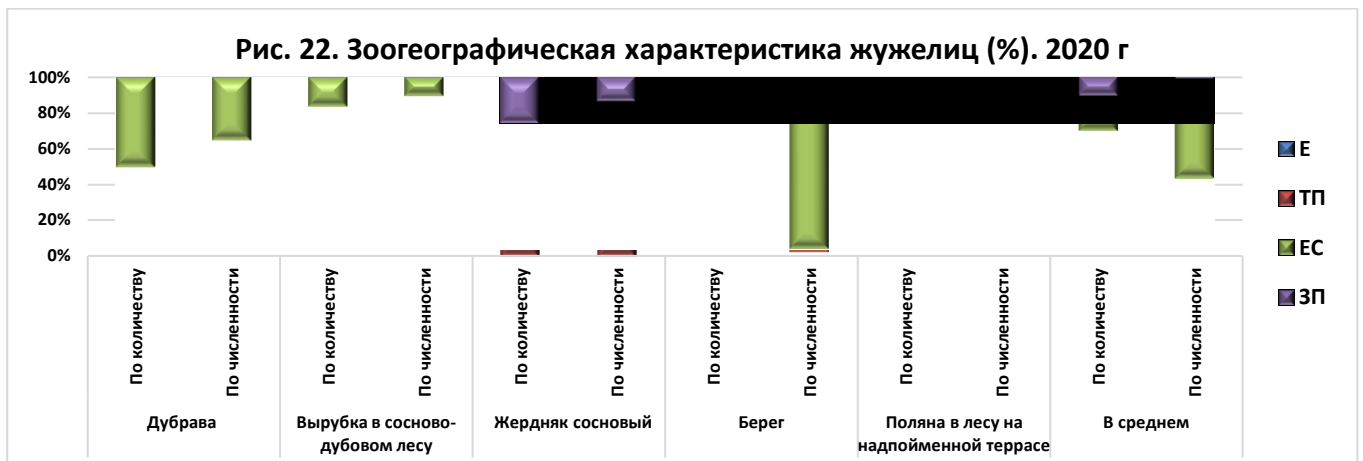 Рис. 22. Зоогеографическая характеристика жужелиц (%). 2020 г
100%
80%
60%
40%
20%
0%
По количеству
По численности
По количеству
По численности
По количеству
По численности
По количеству
По численности
По количеству
По численности
По количеству
По численности
Дубрава
Вырубка в сосново-
дубовом лесу
Жердняк сосновый
Берег
Поляна в лесу на
надпойменной террасе
В среднем
Е
ТП
ЕС
ЗП